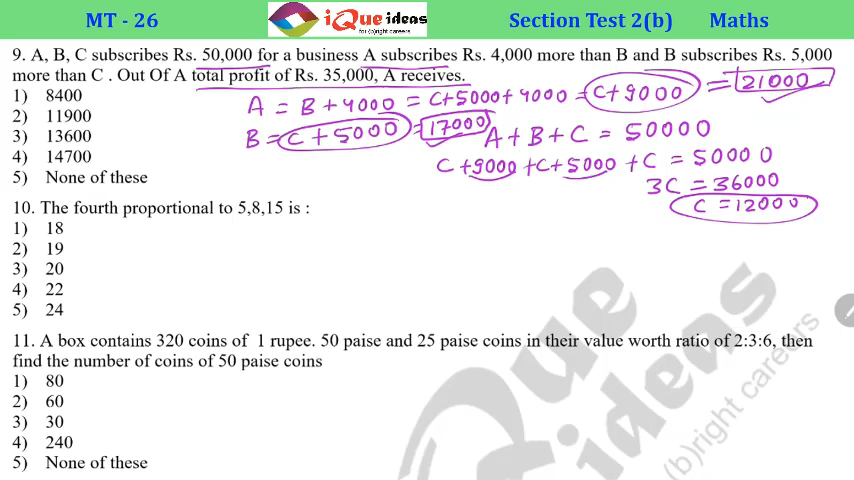 MT - 26
iQue ideas
for (b)right careers
Section Test 2(b) Maths
9. A, B, C subscribes Rs. 50,000 for a business A subscribes Rs. 4,000 more than B and B subscribes Rs. 5,000
more than C . Out Of A total profit of Rs. 35,000, A receives.
1) 8400
2) 11900
3) 13600
4) 14700
5) None of these
A = B + 4000 = C + 5000 + 4000 = C + 9000 = 21000
B = C + 5000 = 17000
A + B + C = 50000
C + 9000 + C + 5000 + C = 50000
3C = 36000
C = 12000
10. The fourth proportional to 5,8,15 is :
1) 18
2) 19
3) 20
4) 22
5) 24
11. A box contains 320 coins of 1 rupee. 50 paise and 25 paise coins in their value worth ratio of 2:3:6, then
find the number of coins of 50 paise coins
1) 80
2) 60
3) 30
4) 240
5) None of these
(b)right careers